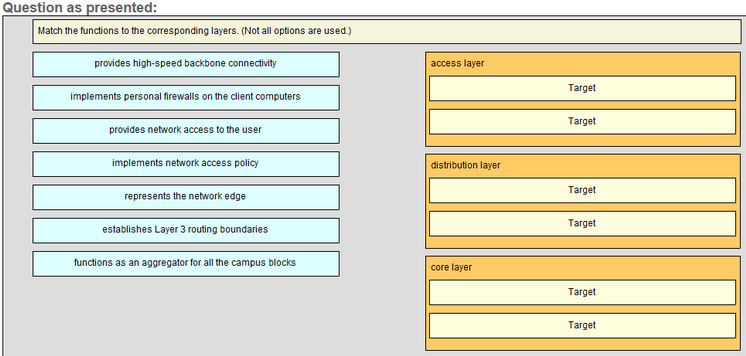 Question as presented:
Match the functions to the corresponding layers. (Not all options are used.)
provides high-speed backbone connectivity
implements personal firewalls on the client computers
provides network access to the user
implements network access policy
represents the network edge
establishes Layer 3 routing boundaries
functions as an aggregator for all the campus blocks
access layer
Target
Target
distribution layer
Target
Target
core layer
Target
Target